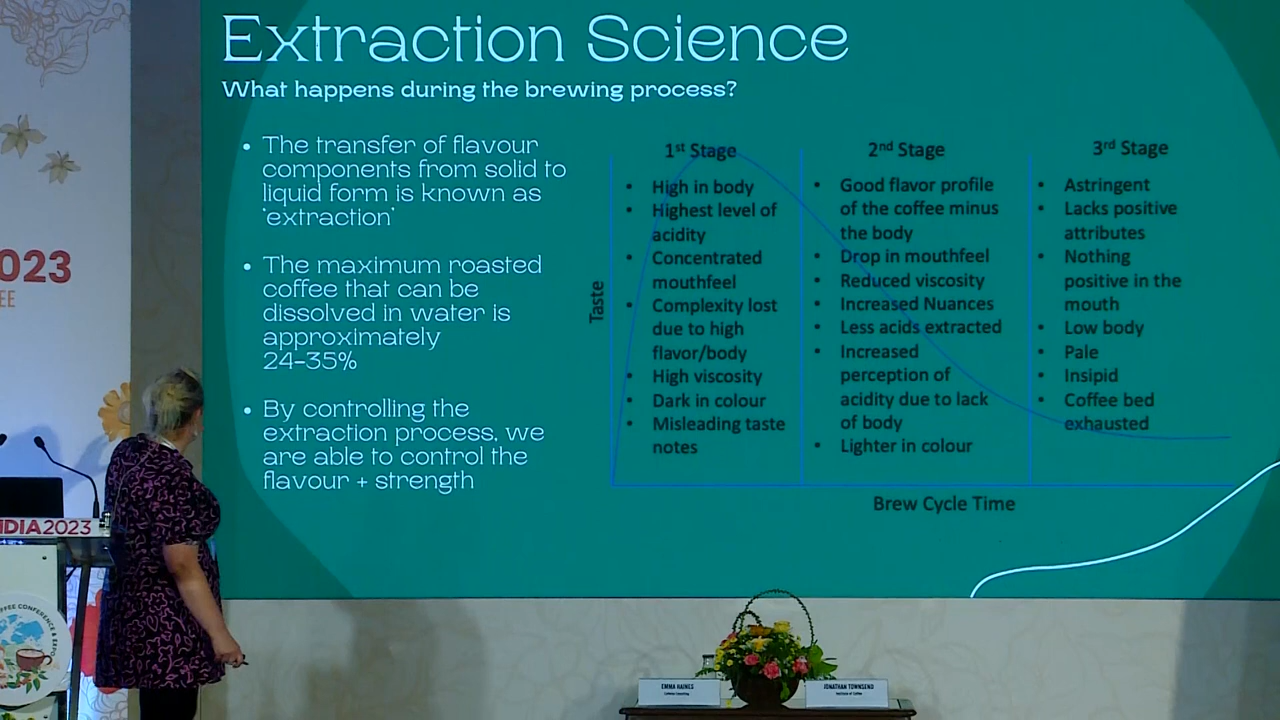 Extraction Science
What happens during the brewing process?
• The transfer of flavour
components from solid to
liquid form is known as
‘extraction’
• The maximum roasted
coffee that can be
dissolved in water is
approximately
24-35%
• By controlling the
extraction process, we
are able to control the
flavour + strength
Taste
1st Stage
• High in body
• Highest level of
acidity
• Concentrated
mouthfeel
• Complexity lost
due to high
flavor/body
• High viscosity
• Dark in colour
• Misleading taste
notes
2nd Stage
• Good flavor profile
of the coffee minus
the body
• Drop in mouthfeel
• Reduced viscosity
• Increased Nuances
• Less acids extracted
• Increased
perception of
acidity due to lack
of body
• Lighter in colour
3rd Stage
• Astringent
• Lacks positive
attributes
• Nothing
positive in the
mouth
• Low body
• Pale
• Insipid
• Coffee bed
exhausted
Brew Cycle Time
023
EE
NDIA2023
FFEE CONFERENCE & EXPO
EMMA HAINES
JONATHAN TOWNSEND